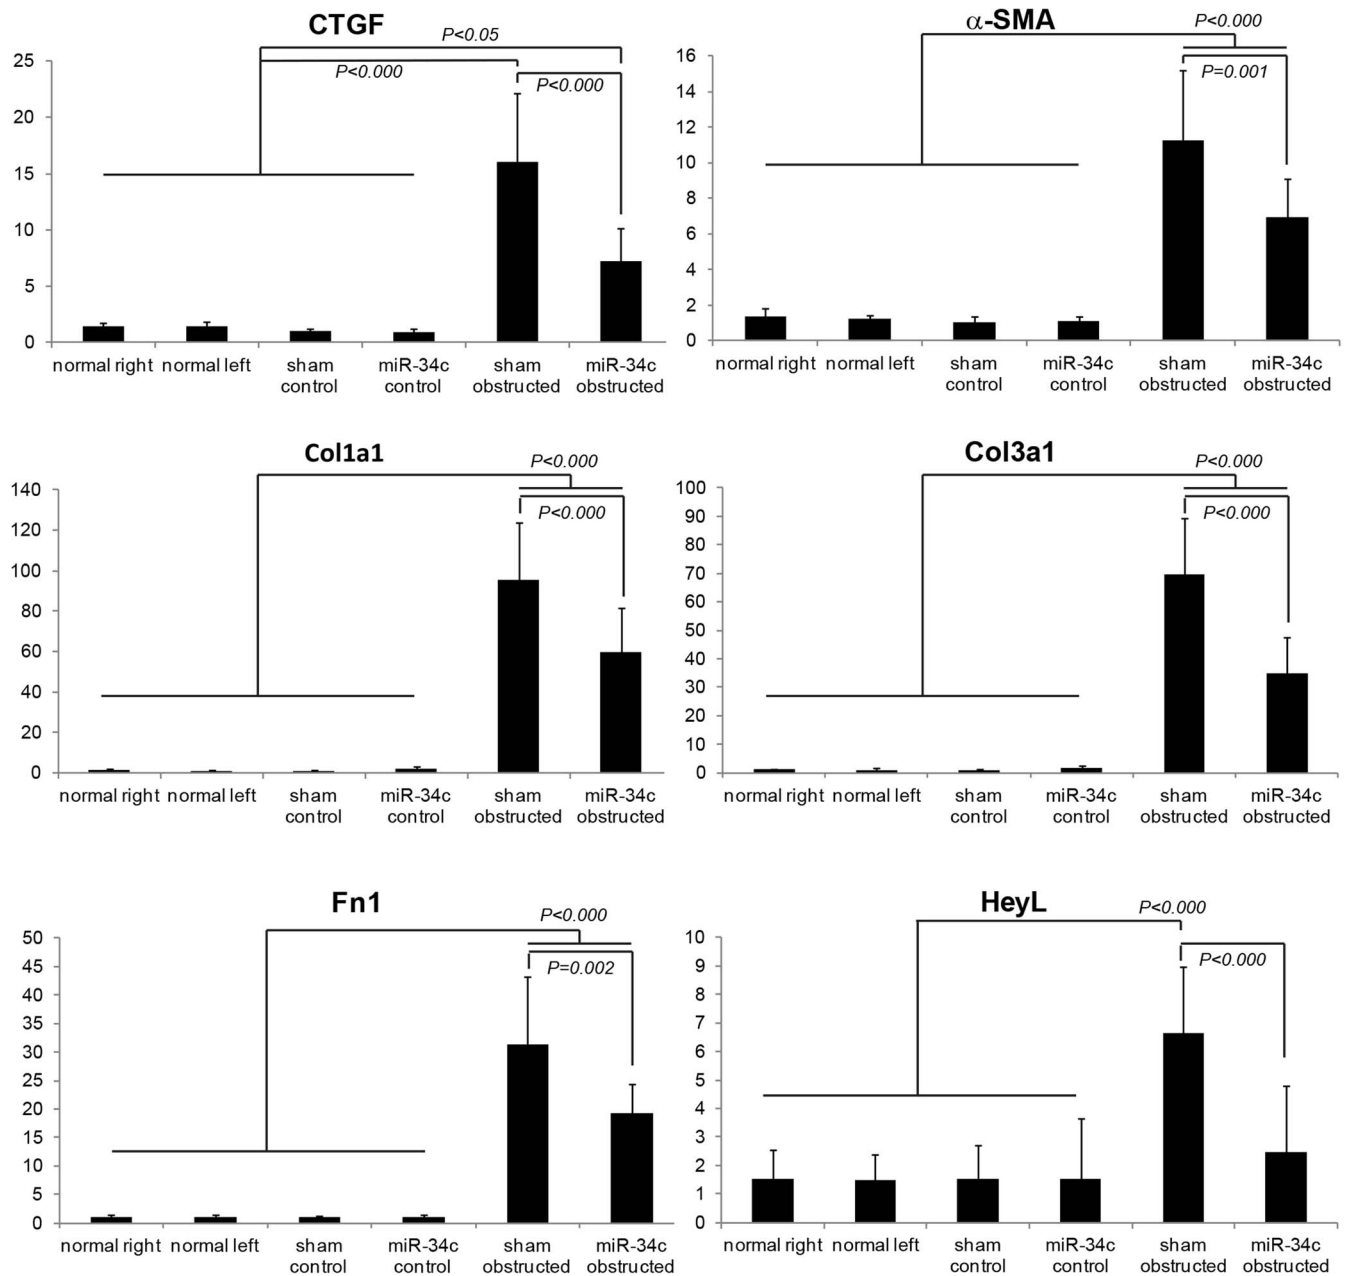 CTGF
P<0.05
P<0.000
P<0.000
25
20
15
10
5
0
normal right
normal left
sham
control
miR-34c
control
sham
obstructed
miR-34c
obstructed
α-SMA
P<0.000
P=0.001
16
14
12
10
8
6
4
2
0
normal right
normal left
sham
control
miR-34c
control
sham
obstructed
miR-34c
obstructed
Col1a1
P<0.000
P<0.000
140
120
100
80
60
40
20
0
normal right
normal left
sham
control
miR-34c
control
sham
obstructed
miR-34c
obstructed
Col3a1
P<0.000
P<0.000
100
90
80
70
60
50
40
30
20
10
0
normal right
normal left
sham
control
miR-34c
control
sham
obstructed
miR-34c
obstructed
Fn1
P<0.000
P=0.002
50
45
40
35
30
25
20
15
10
5
0
normal right
normal left
sham
control
miR-34c
control
sham
obstructed
miR-34c
obstructed
HeyL
P<0.000
P<0.000
10
9
8
7
6
5
4
3
2
1
0
normal right
normal left
sham
control
miR-34c
control
sham
obstructed
miR-34c
obstructed